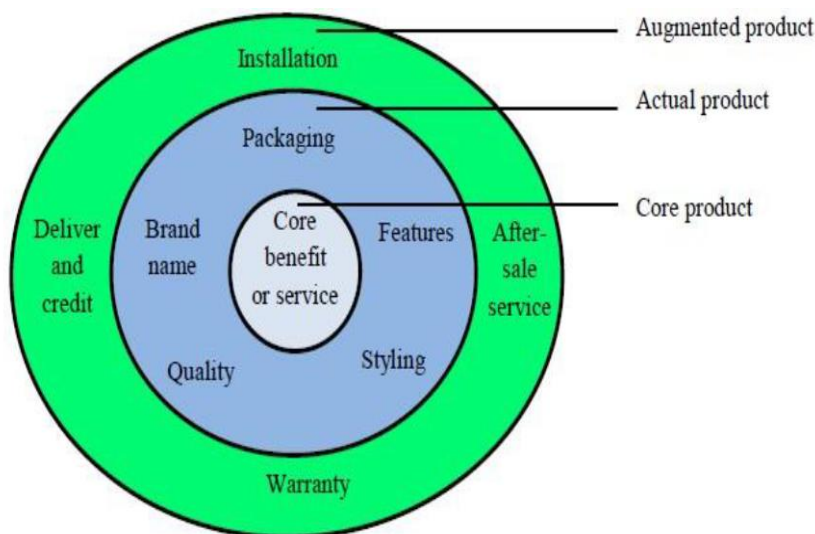 Augmented product
Installation
Actual product
Packaging
Core product
Core
benefit
or service
Brand
name
Features
Deliver
and
credit
After-
sale
service
Quality
Styling
Warranty